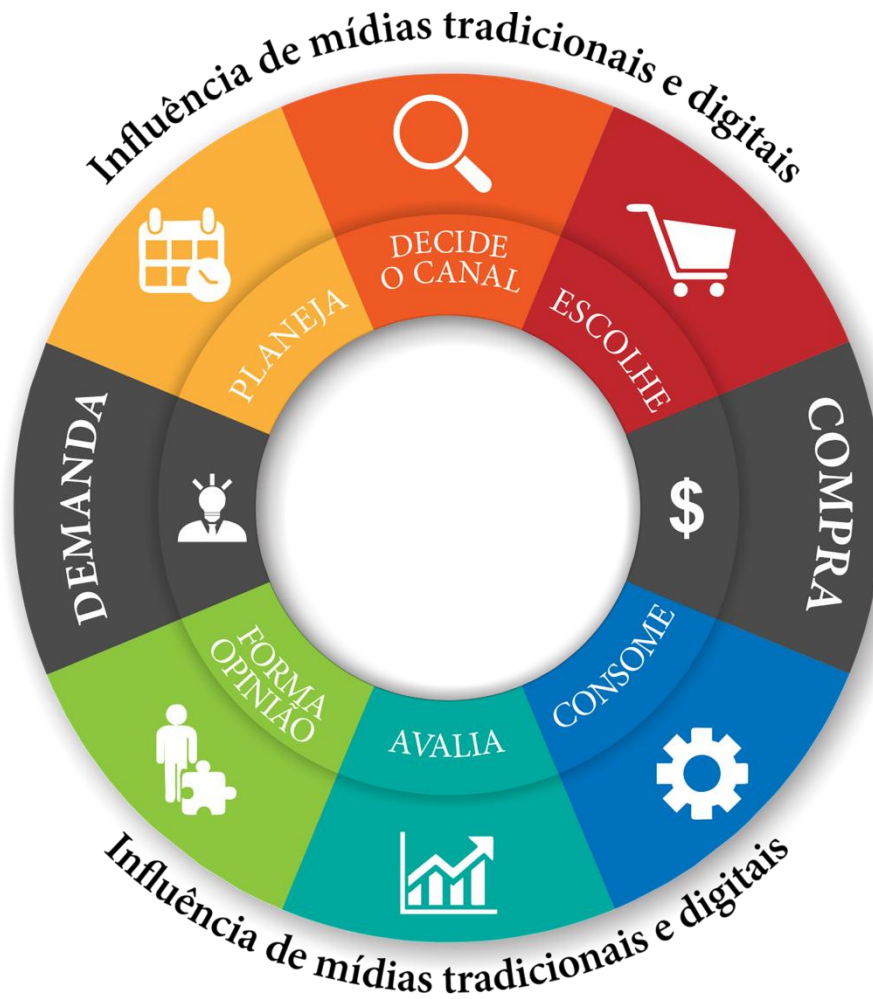 Influência de mídias tradicionais e digitais
DECIDE
O CANAL
PLANEJA
ESCOLHE
DEMANDA
$
COMPRA
FORMA
OPINIÃO
CONSOME
AVALIA
Influência de mídias tradicionais e digitais